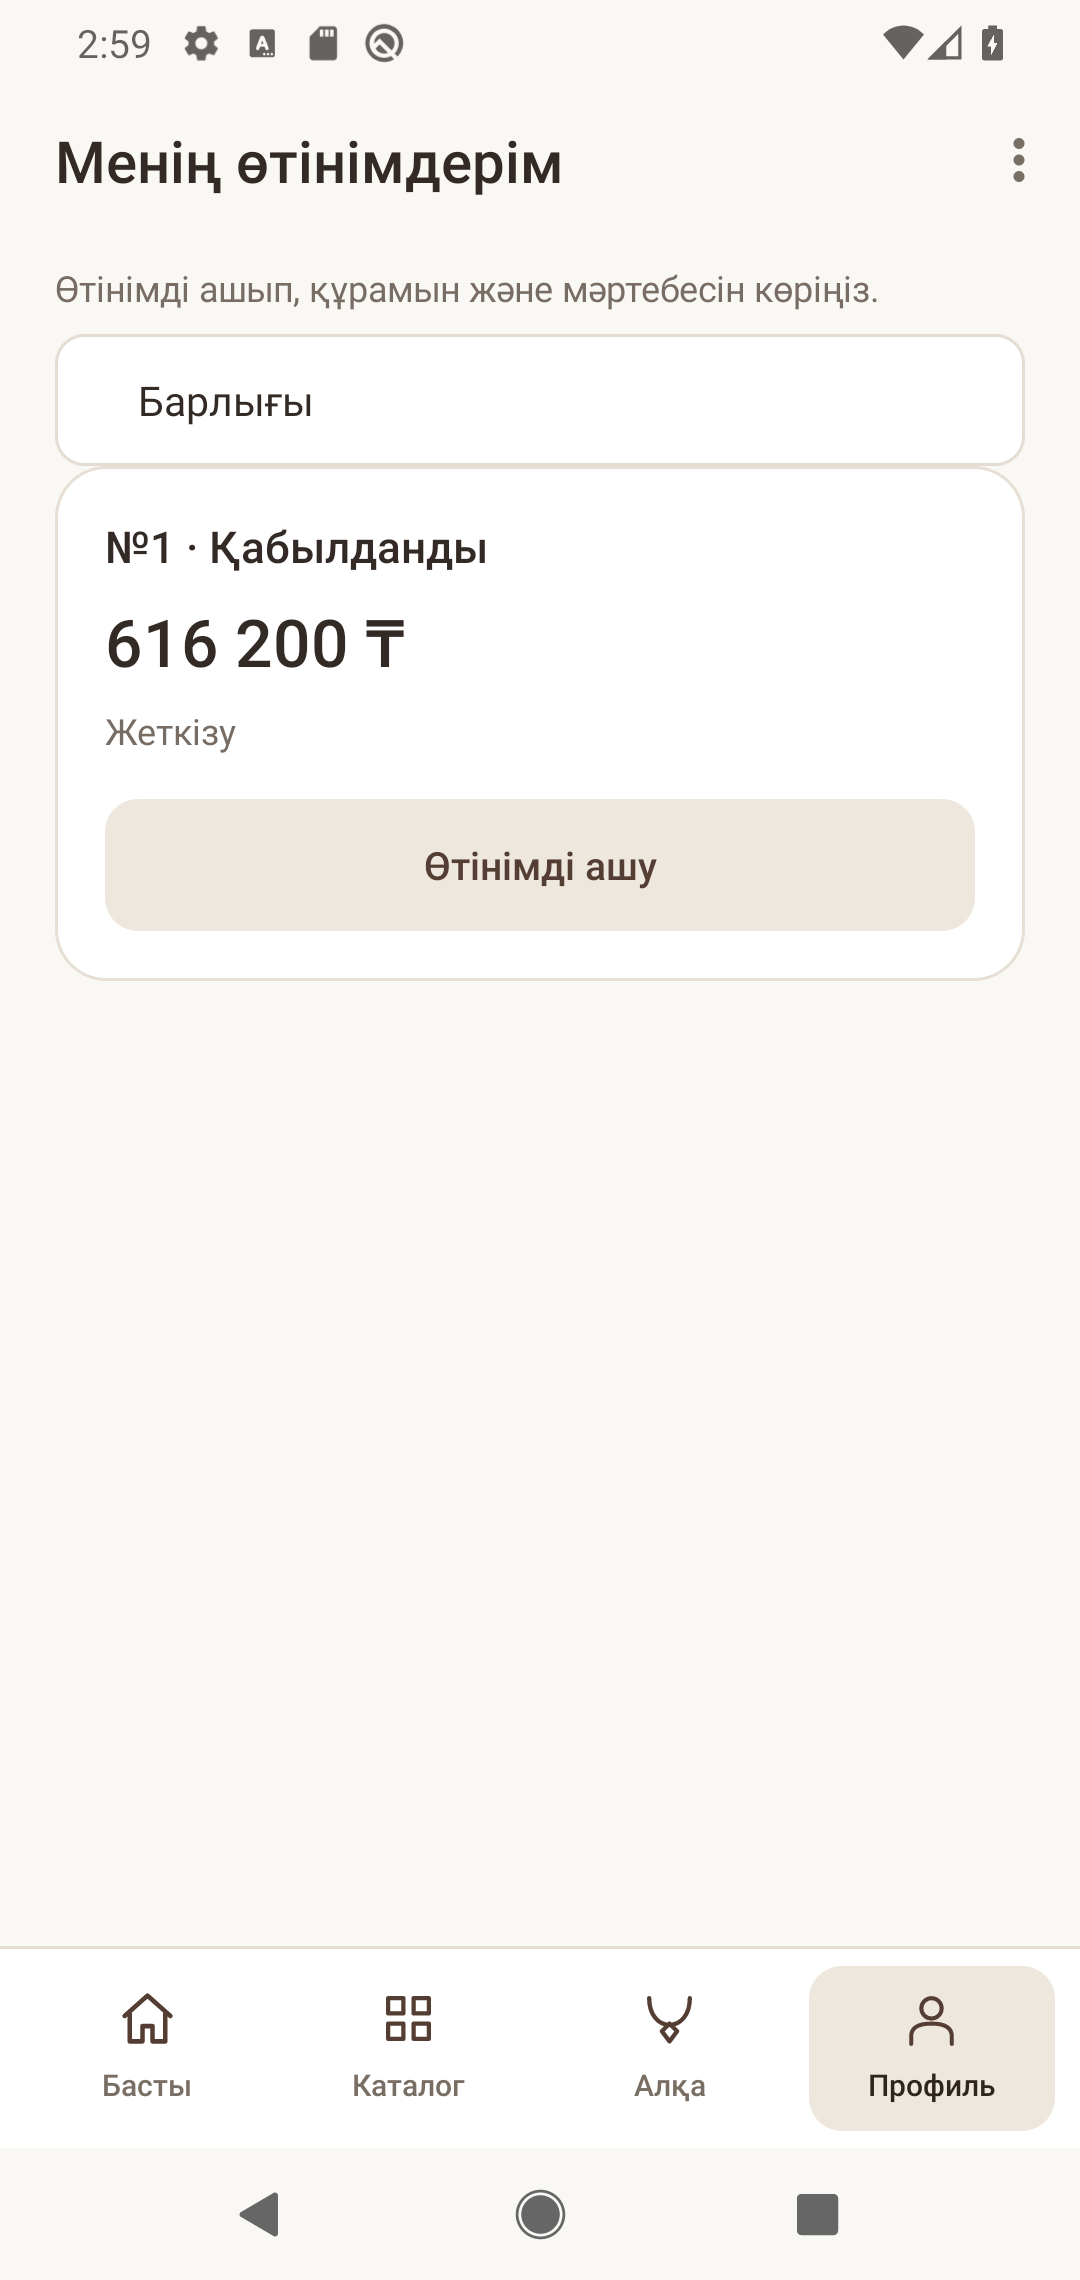 2:59
Менің өтінімдерім
Өтінімді ашып, құрамын және мәртебесін көріңіз.
Барлығы
№1 · Қабылданды
616 200 ₸
Жеткізу
Өтінімді ашу
Басты
Каталог
Алқа
Профиль